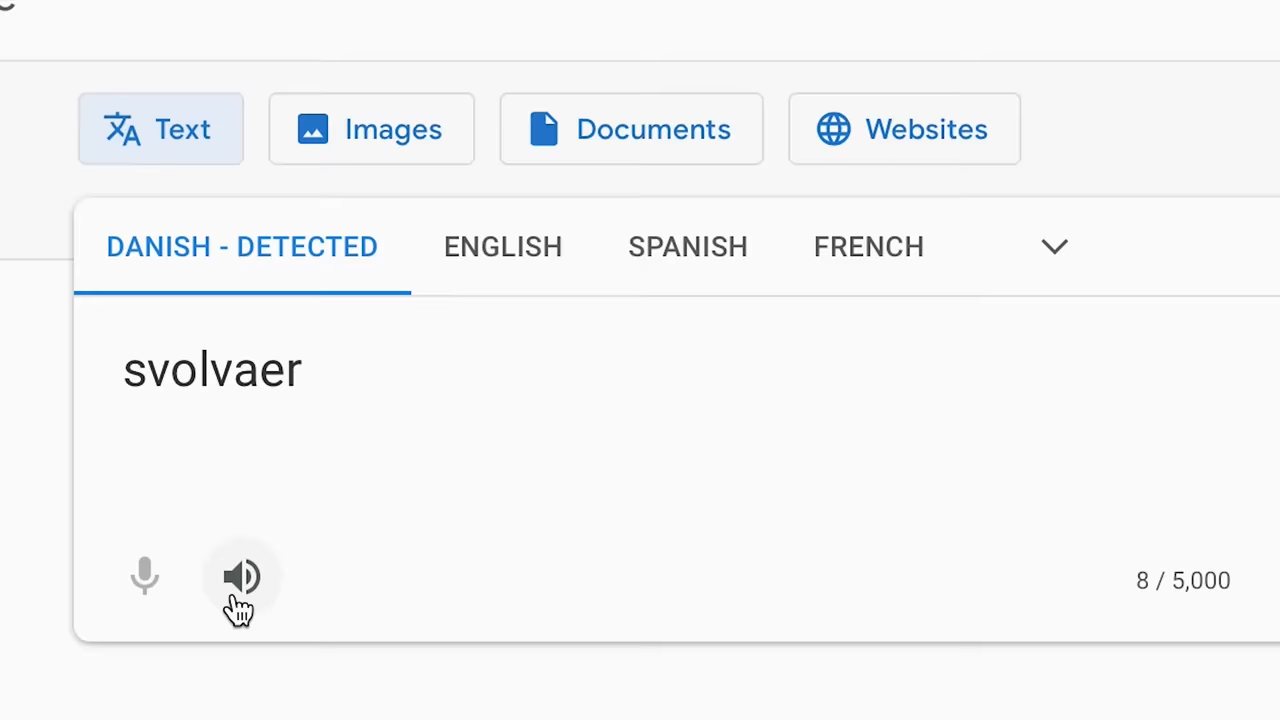 Text Images Documents Websites
DANISH - DETECTED ENGLISH SPANISH FRENCH
svolvaer
8 / 5,000